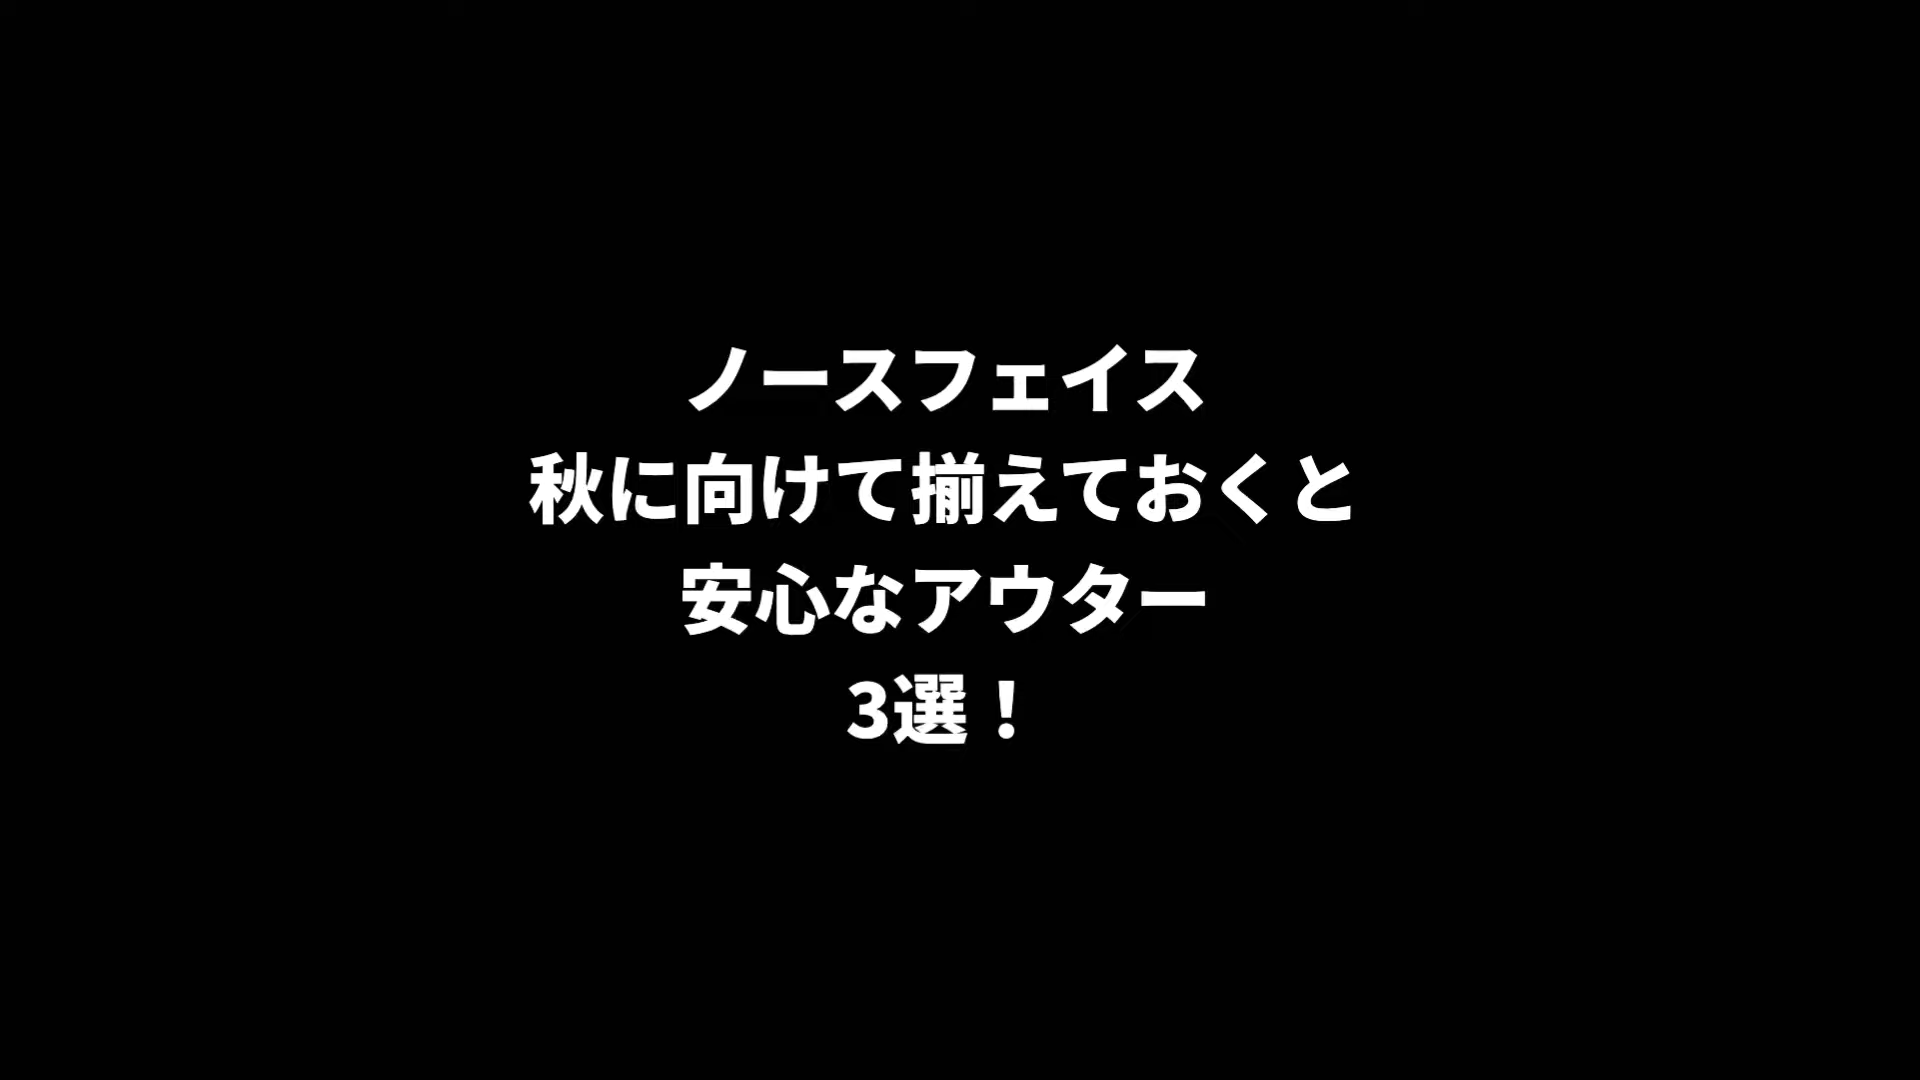 ノースフェイス
秋に向けて揃えておくと
安心なアウター
3選！